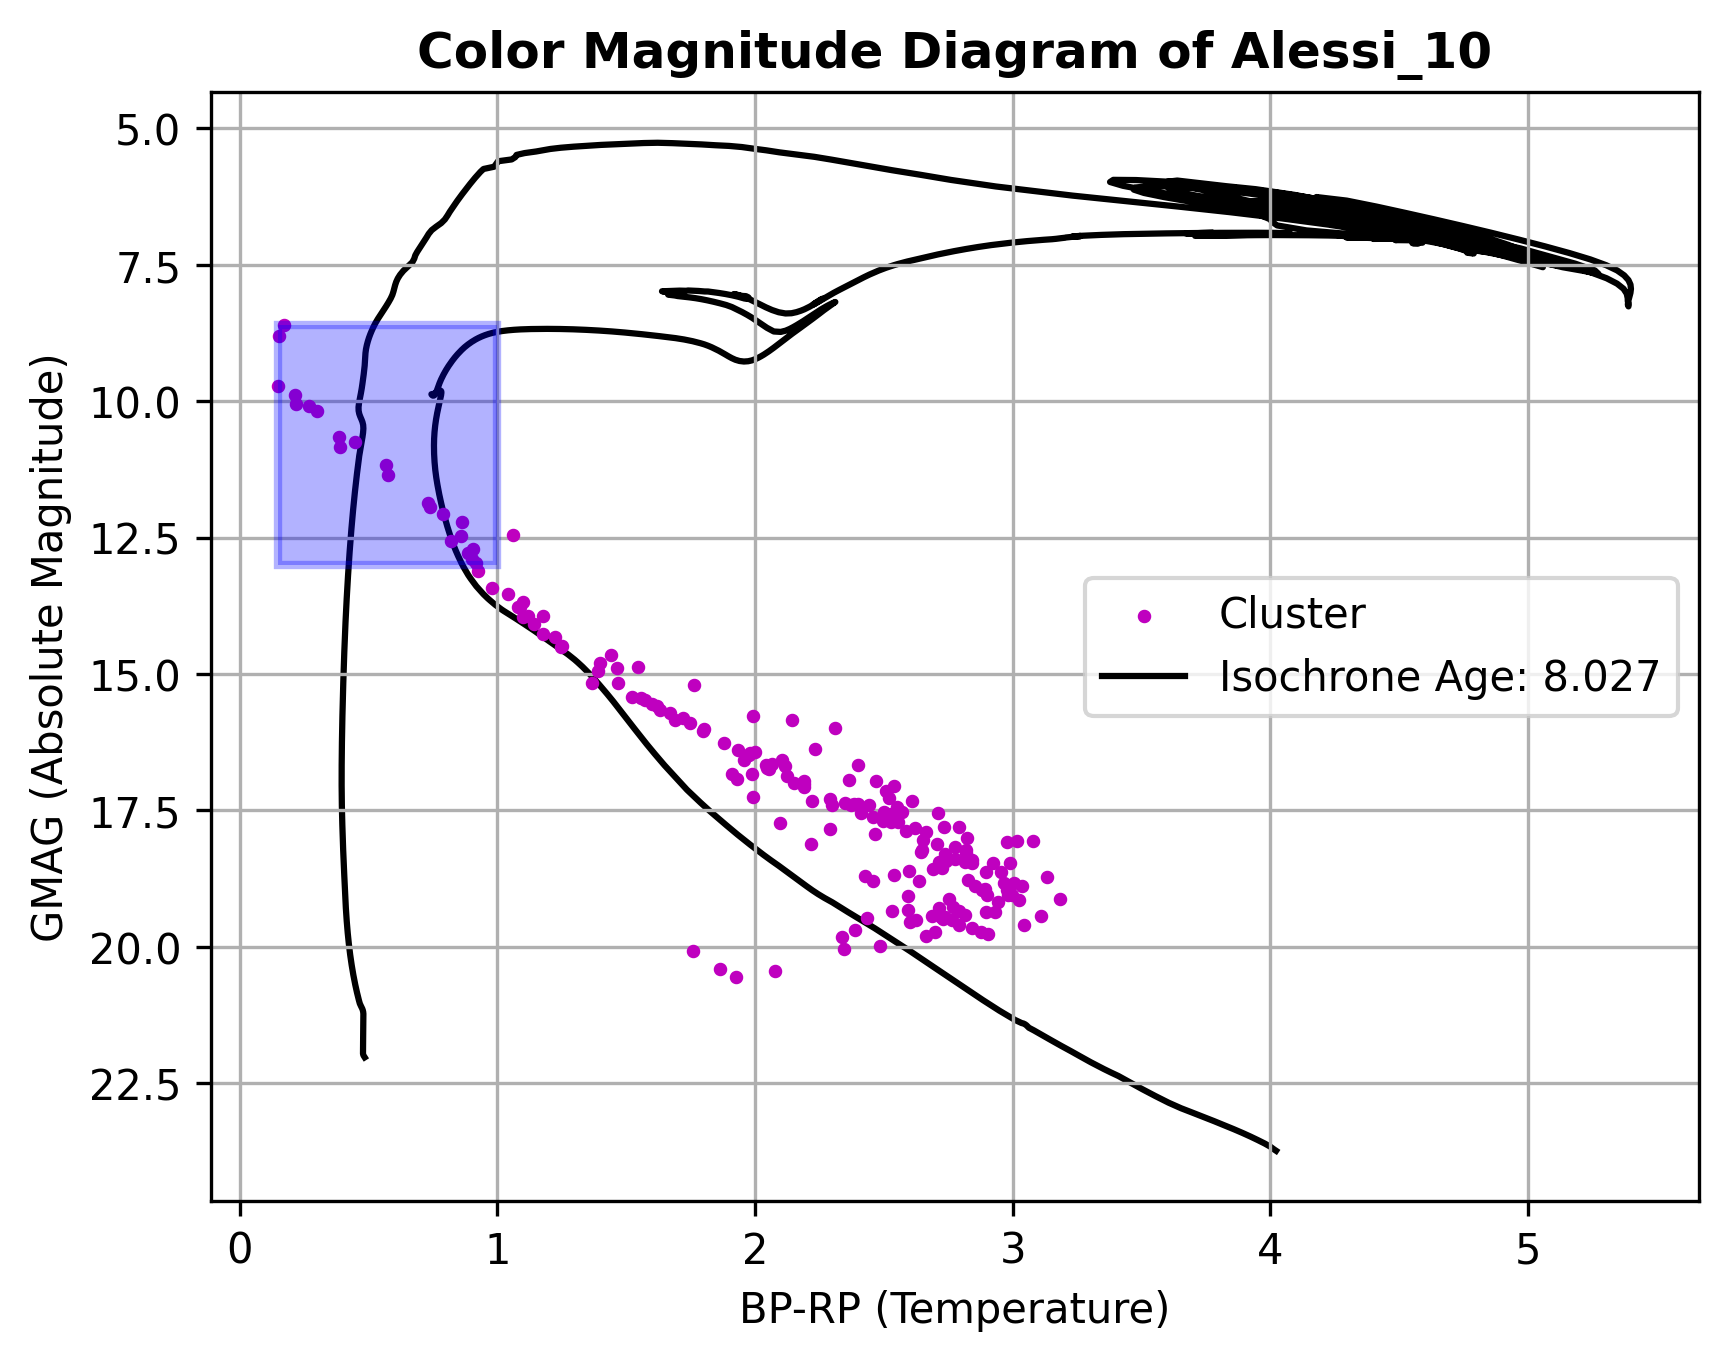 Color Magnitude Diagram of Alessi_10
GMAG (Absolute Magnitude)
5.0
7.5
10.0
12.5
15.0
17.5
20.0
22.5
Cluster
Isochrone Age: 8.027
0 1 2 3 4 5
BP-RP (Temperature)